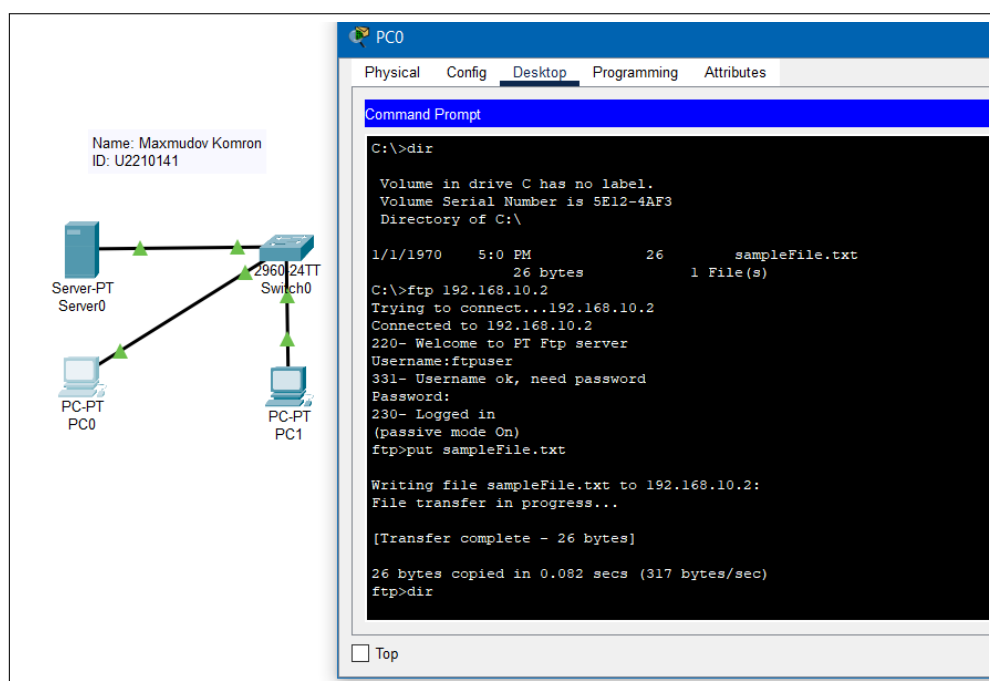 Name: Maxmudov Komron
ID: U2210141
Server-PT
Server0
2960-24TT
Switch0
PC-PT
PC0
PC-PT
PC1
PC0
Physical Config Desktop Programming Attributes
Command Prompt
C:\>dir
Volume in drive C has no label.
Volume Serial Number is 5E12-4AF3
Directory of C:\
1/1/1970 5:0 PM 26 sampleFile.txt
26 bytes 1 File(s)
C:\>ftp 192.168.10.2
Trying to connect...192.168.10.2
Connected to 192.168.10.2
220- Welcome to PT Ftp server
Username:ftpuser
331- Username ok, need password
Password:
230- Logged in
(passive mode On)
ftp>put sampleFile.txt
Writing file sampleFile.txt to 192.168.10.2:
File transfer in progress...
[Transfer complete - 26 bytes]
26 bytes copied in 0.082 secs (317 bytes/sec)
ftp>dir
Top